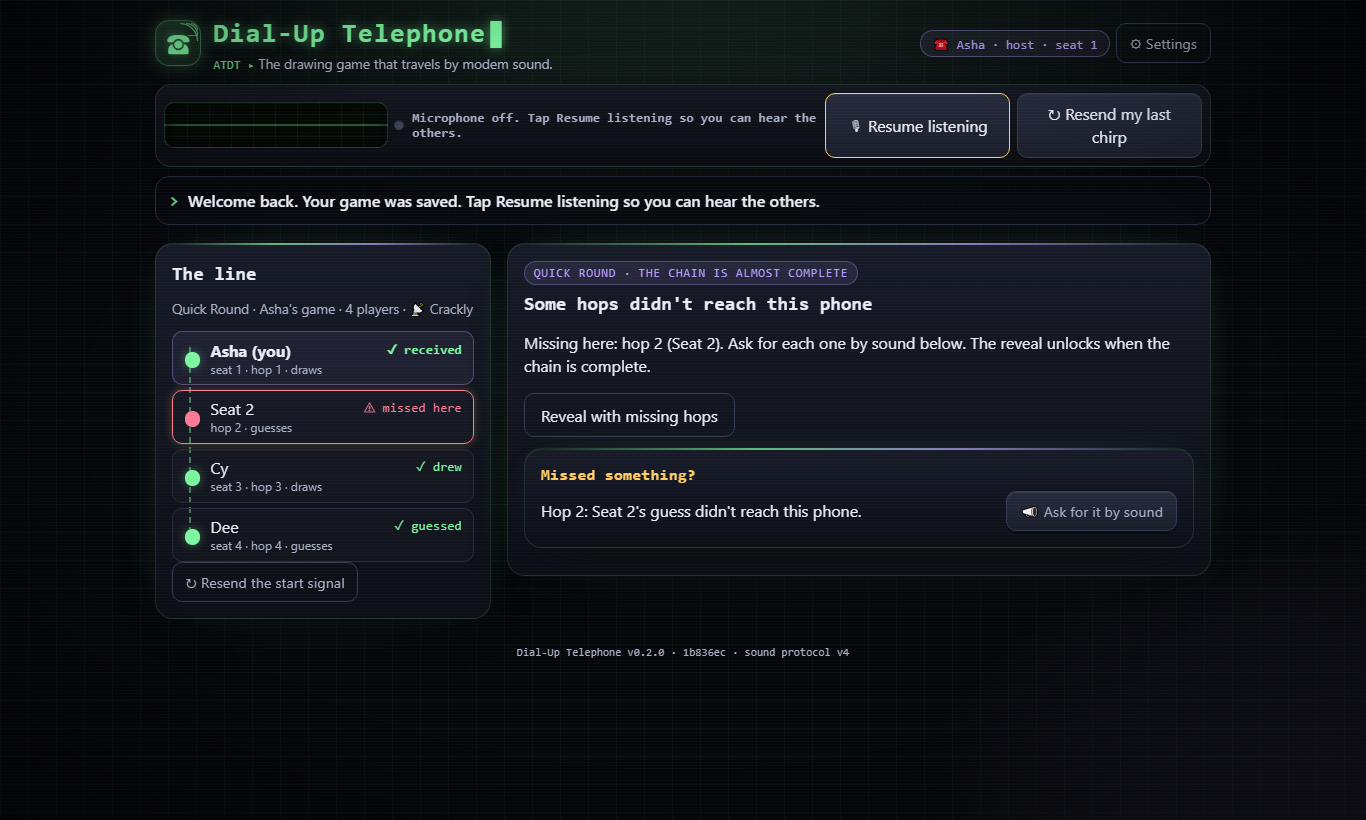 Dial-Up Telephone
ATDT ▸ The drawing game that travels by modem sound.
☎️ Asha · host · seat 1
⚙ Settings
Microphone off. Tap Resume listening so you can hear the
others.
🎙 Resume listening
↻ Resend my last
chirp
> Welcome back. Your game was saved. Tap Resume listening so you can hear the others.
The line
Quick Round · Asha's game · 4 players · 📡 Crackly
Asha (you)
✓ received
seat 1 · hop 1 · draws
Seat 2
⚠ missed here
hop 2 · guesses
Cy
✓ drew
seat 3 · hop 3 · draws
Dee
✓ guessed
seat 4 · hop 4 · guesses
↻ Resend the start signal
QUICK ROUND · THE CHAIN IS ALMOST COMPLETE
Some hops didn't reach this phone
Missing here: hop 2 (Seat 2). Ask for each one by sound below. The reveal unlocks when the
chain is complete.
Reveal with missing hops
Missed something?
Hop 2: Seat 2's guess didn't reach this phone.
📢 Ask for it by sound
Dial-Up Telephone v0.2.0 · 1b836ec · sound protocol v4